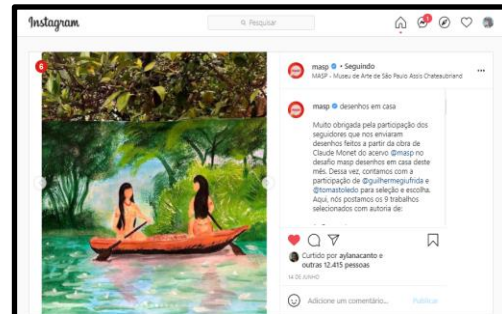 Instagram
Pesquisar
6
masp • Seguindo
MASP - Museu de Arte de São Paulo Assis Chateaubriand
masp desenhos em casa
Muito obrigada pela participação dos
seguidores que nos enviaram
desenhos feitos a partir da obra de
Claude Monet do acervo @masp no
desafio masp desenhos em casa deste
mês. Dessa vez, contamos com a
participação de @guilhermegiufrida e
@tomastoledo para seleção e escolha.
Aqui, nós postamos os 9 trabalhos
selecionados com autoria de:
Curtido por aylanacanto e
outras 12.415 pessoas
14 DE JUNHO
Adicione um comentário... Publicar